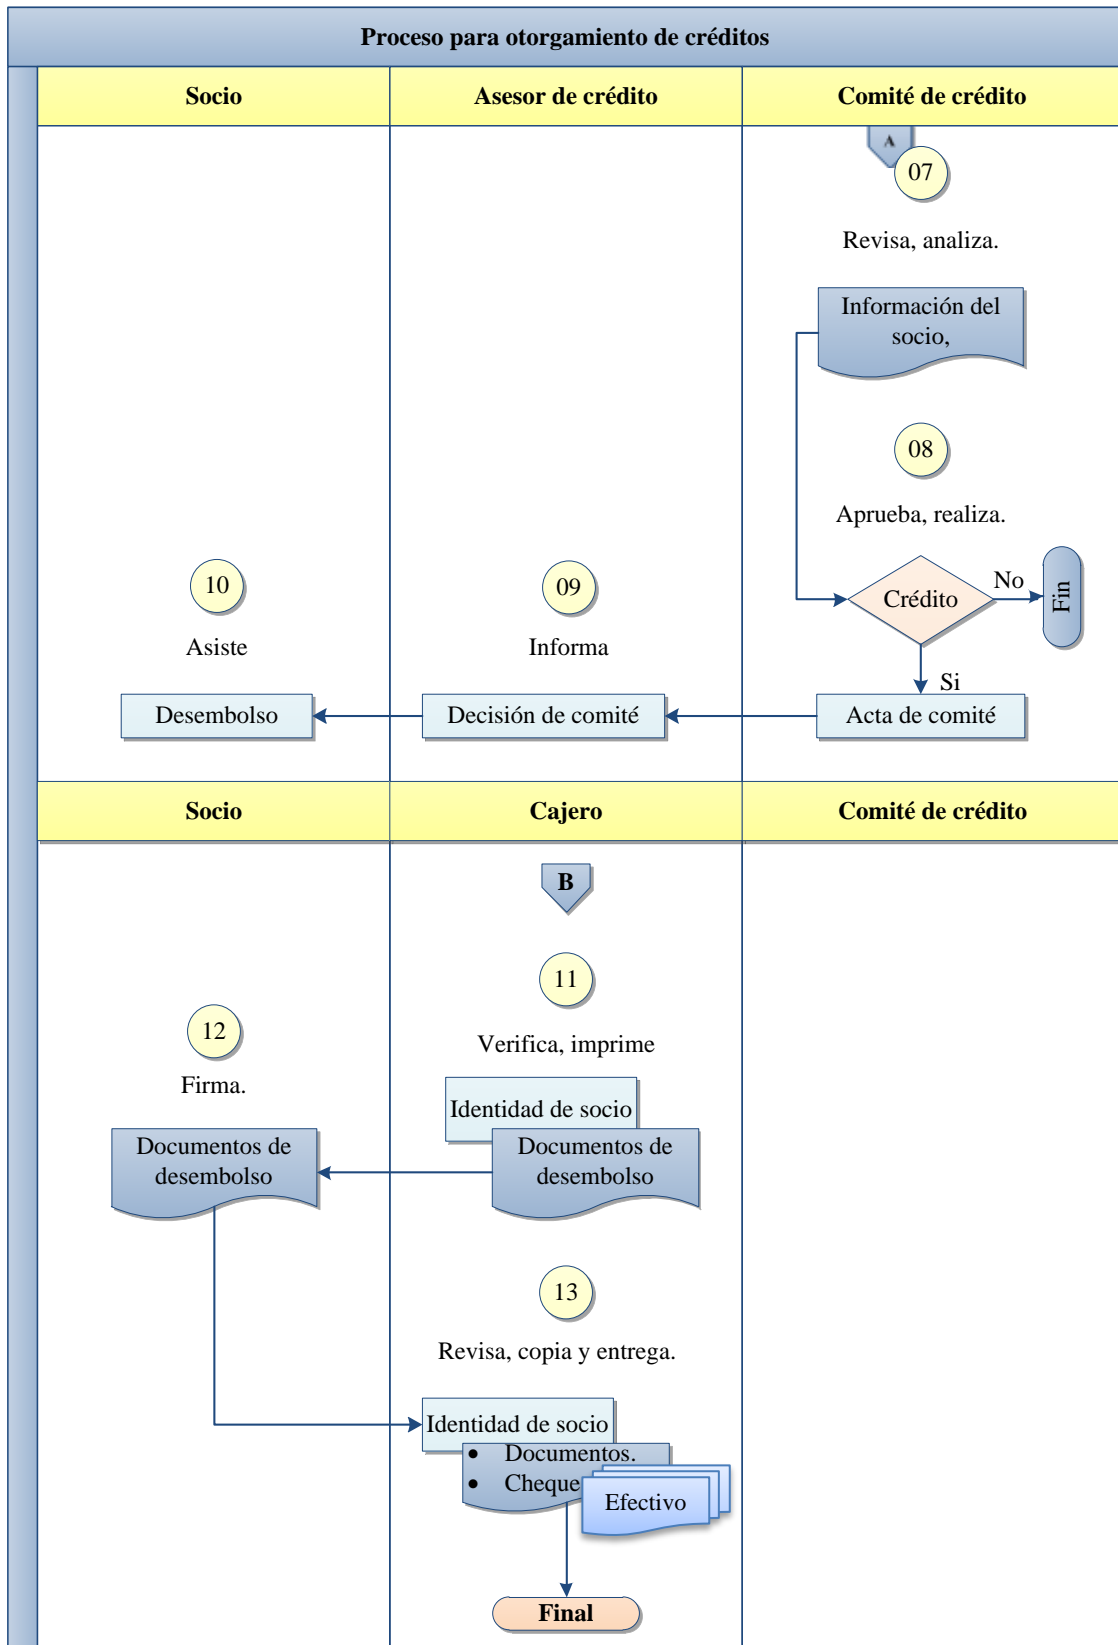 Proceso para otorgamiento de créditos
Socio
Asesor de crédito
Comité de crédito
A
07
Revisa, analiza.
Información del
socio,
08
Aprueba, realiza.
Crédito
No
Fin
Si
Acta de comité
09
Informa
Decisión de comité
10
Asiste
Desembolso
Socio
Cajero
Comité de crédito
B
11
Verifica, imprime
Identidad de socio
Documentos de
desembolso
12
Firma.
Documentos de
desembolso
13
Revisa, copia y entrega.
Identidad de socio
• Documentos.
• Cheque
Efectivo
Final